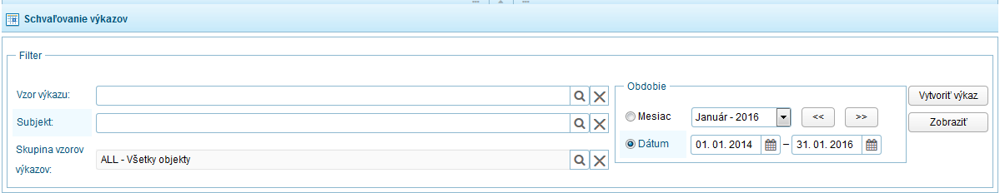 Schvaľovanie výkazov
Filter
Vzor výkazu:
Subjekt:
Skupina vzorov
výkazov:
ALL - Všetky objekty
Obdobie
Mesiac
Január - 2016
<<
>>
Dátum
01. 01. 2014
–
31. 01. 2016
Vytvoriť výkaz
Zobraziť